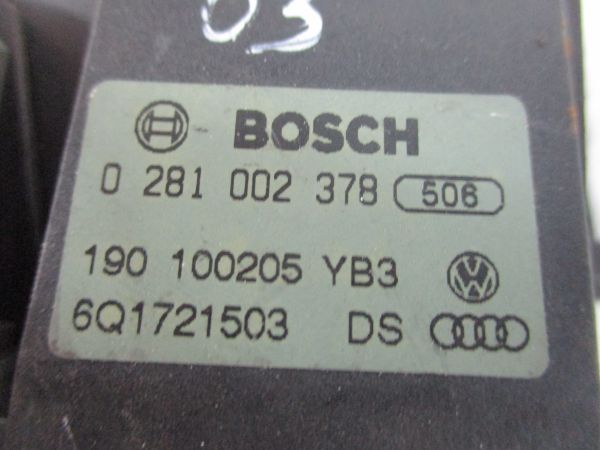 03
BOSCH
0 281 002 378 506
190 100205 YB3
6Q1721503 DS